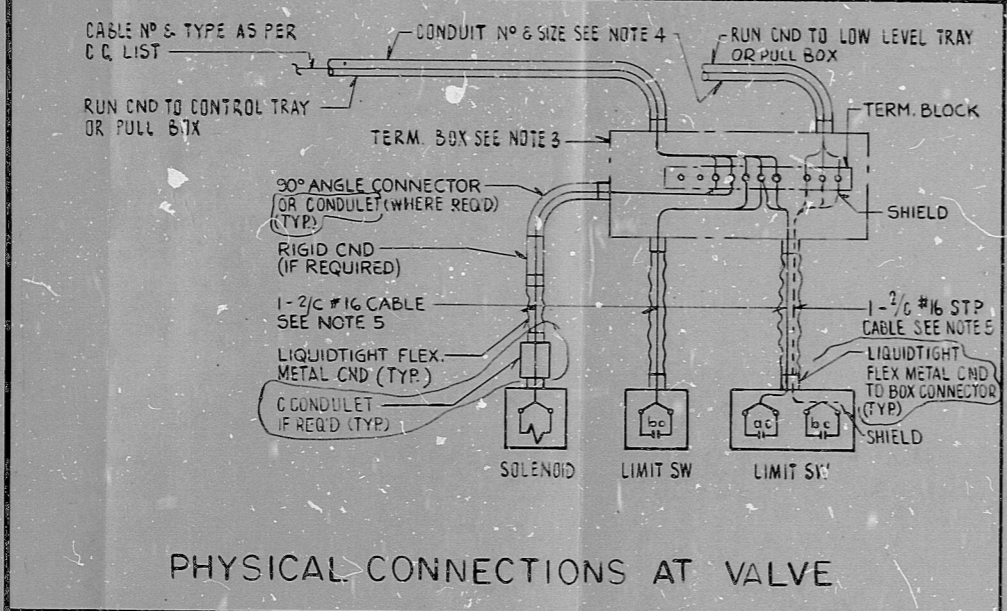 CABLE Nº & TYPE AS PER
C.C. LIST
CONDUIT Nº & SIZE SEE NOTE 4
RUN CND TO LOW LEVEL TRAY
OR PULL BOX
RUN CND TO CONTROL TRAY
OR PULL BOX
TERM. BLOCK
TERM. BOX SEE NOTE 3
90° ANGLE CONNECTOR
OR CONDULET (WHERE REQ'D)
(TYP.)
SHIELD
RIGID CND
(IF REQUIRED)
1-2/C #16 CABLE
SEE NOTE 5
1-2/C #16 STP
CABLE SEE NOTE 5
LIQUIDTIGHT FLEX.
METAL CND (TYP.)
LIQUIDTIGHT
FLEX METAL CND
TO BOX CONNECTOR
(TYP)
C CONDULET
IF REQ'D (TYP)
bo
ac
bc
SHIELD
SOLENOID
LIMIT SW
LIMIT SW
PHYSICAL CONNECTIONS AT VALVE